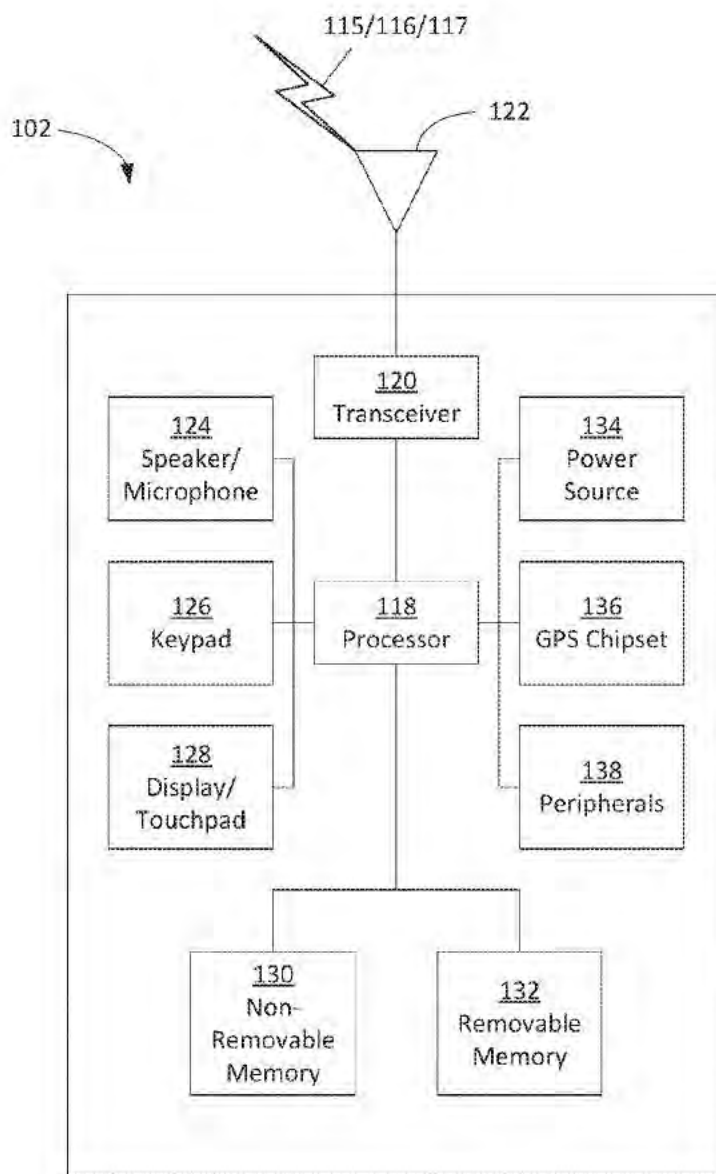 115/116/117
122
102
120
Transceiver
124
Speaker/
Microphone
134
Power
Source
126
Keypad
118
Processor
136
GPS Chipset
128
Display/
Touchpad
138
Peripherals
130
Non-
Removable
Memory
132
Removable
Memory